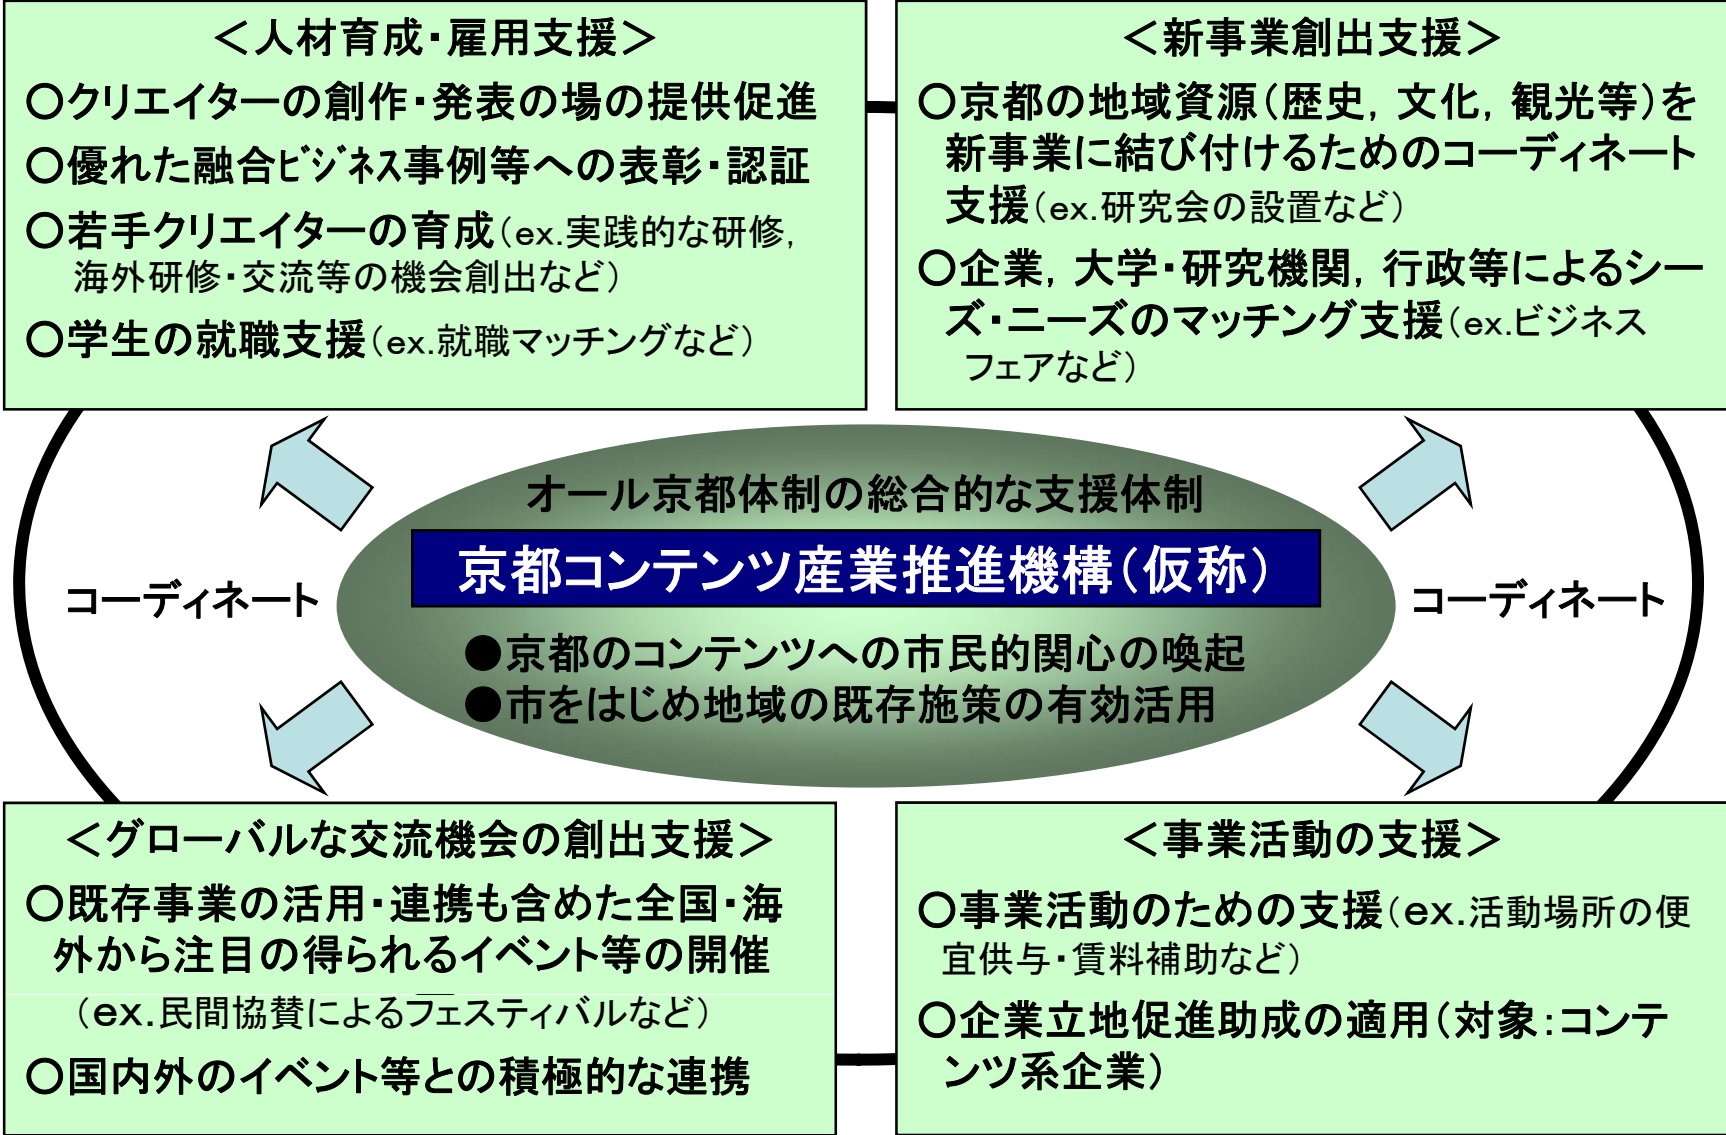 ＜人材育成・雇用支援＞
○クリエイターの創作・発表の場の提供促進
○優れた融合ビジネス事例等への表彰・認証
○若手クリエイターの育成（ex.実践的な研修，
海外研修・交流等の機会創出など）
○学生の就職支援（ex.就職マッチングなど）
＜新事業創出支援＞
○京都の地域資源（歴史，文化，観光等）を
新事業に結び付けるためのコーディネート
支援（ex.研究会の設置など）
○企業，大学・研究機関，行政等によるシー
ズ・ニーズのマッチング支援（ex.ビジネス
フェアなど）
オール京都体制の総合的な支援体制
京都コンテンツ産業推進機構（仮称）
●京都のコンテンツへの市民的関心の喚起
●市をはじめ地域の既存施策の有効活用
コーディネート
コーディネート
＜グローバルな交流機会の創出支援＞
○既存事業の活用・連携も含めた全国・海
外から注目の得られるイベント等の開催
（ex.民間協賛によるフェスティバルなど）
○国内外のイベント等との積極的な連携
＜事業活動の支援＞
○事業活動のための支援（ex.活動場所の便
宜供与・賃料補助など）
○企業立地促進助成の適用（対象：コンテ
ンツ系企業）